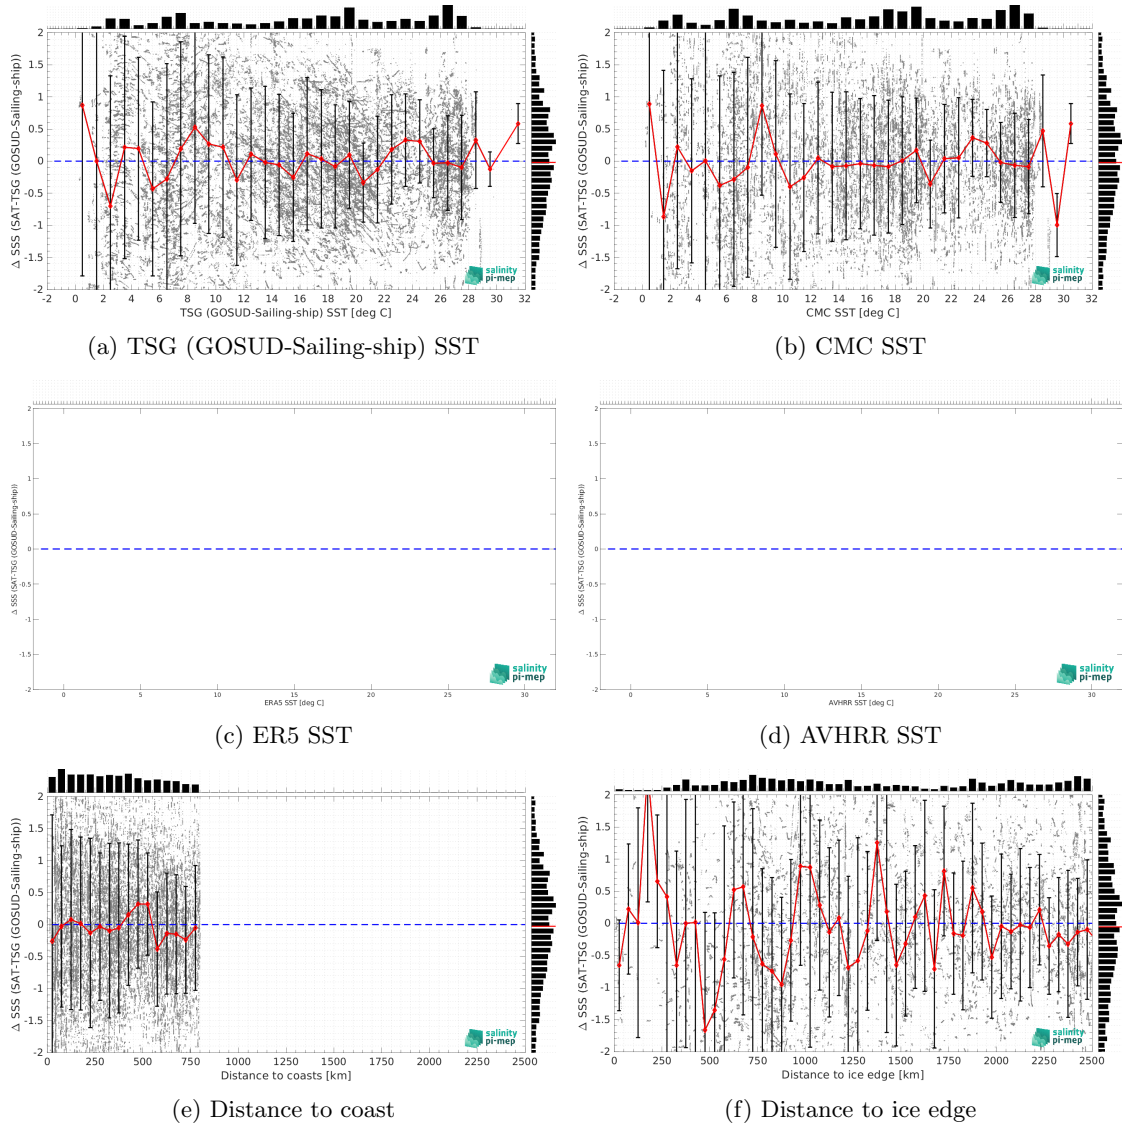 2
1.5
1
0.5
0
-0.5
-1
-1.5
-2
Δ SSS (SAT-TSG (GOSUD-Sailing-ship))
-2 0 2 4 6 8 10 12 14 16 18 20 22 24 26 28 30 32
TSG (GOSUD-Sailing-ship) SST [deg C]
salinity
pi-mep
(a) TSG (GOSUD-Sailing-ship) SST
2
1.5
1
0.5
0
-0.5
-1
-1.5
-2
Δ SSS (SAT-TSG (GOSUD-Sailing-ship))
-2 0 2 4 6 8 10 12 14 16 18 20 22 24 26 28 30 32
CMC SST [deg C]
salinity
pi-mep
(b) CMC SST
2
1.5
1
0.5
0
-0.5
-1
-1.5
-2
Δ SSS (SAT-TSG (GOSUD-Sailing-ship))
0 5 10 15 20 25 30
ERA5 SST [deg C]
salinity
pi-mep
(c) ER5 SST
2
1.5
1
0.5
0
-0.5
-1
-1.5
-2
Δ SSS (SAT-TSG (GOSUD-Sailing-ship))
0 5 10 15 20 25 30
AVHRR SST [deg C]
salinity
pi-mep
(d) AVHRR SST
2
1.5
1
0.5
0
-0.5
-1
-1.5
-2
Δ SSS (SAT-TSG (GOSUD-Sailing-ship))
0 250 500 750 1000 1250 1500 1750 2000 2250 2500
Distance to coasts [km]
salinity
pi-mep
(e) Distance to coast
2
1.5
1
0.5
0
-0.5
-1
-1.5
-2
Δ SSS (SAT-TSG (GOSUD-Sailing-ship))
0 250 500 750 1000 1250 1500 1750 2000 2250 2500
Distance to ice edge [km]
salinity
pi-mep
(f) Distance to ice edge